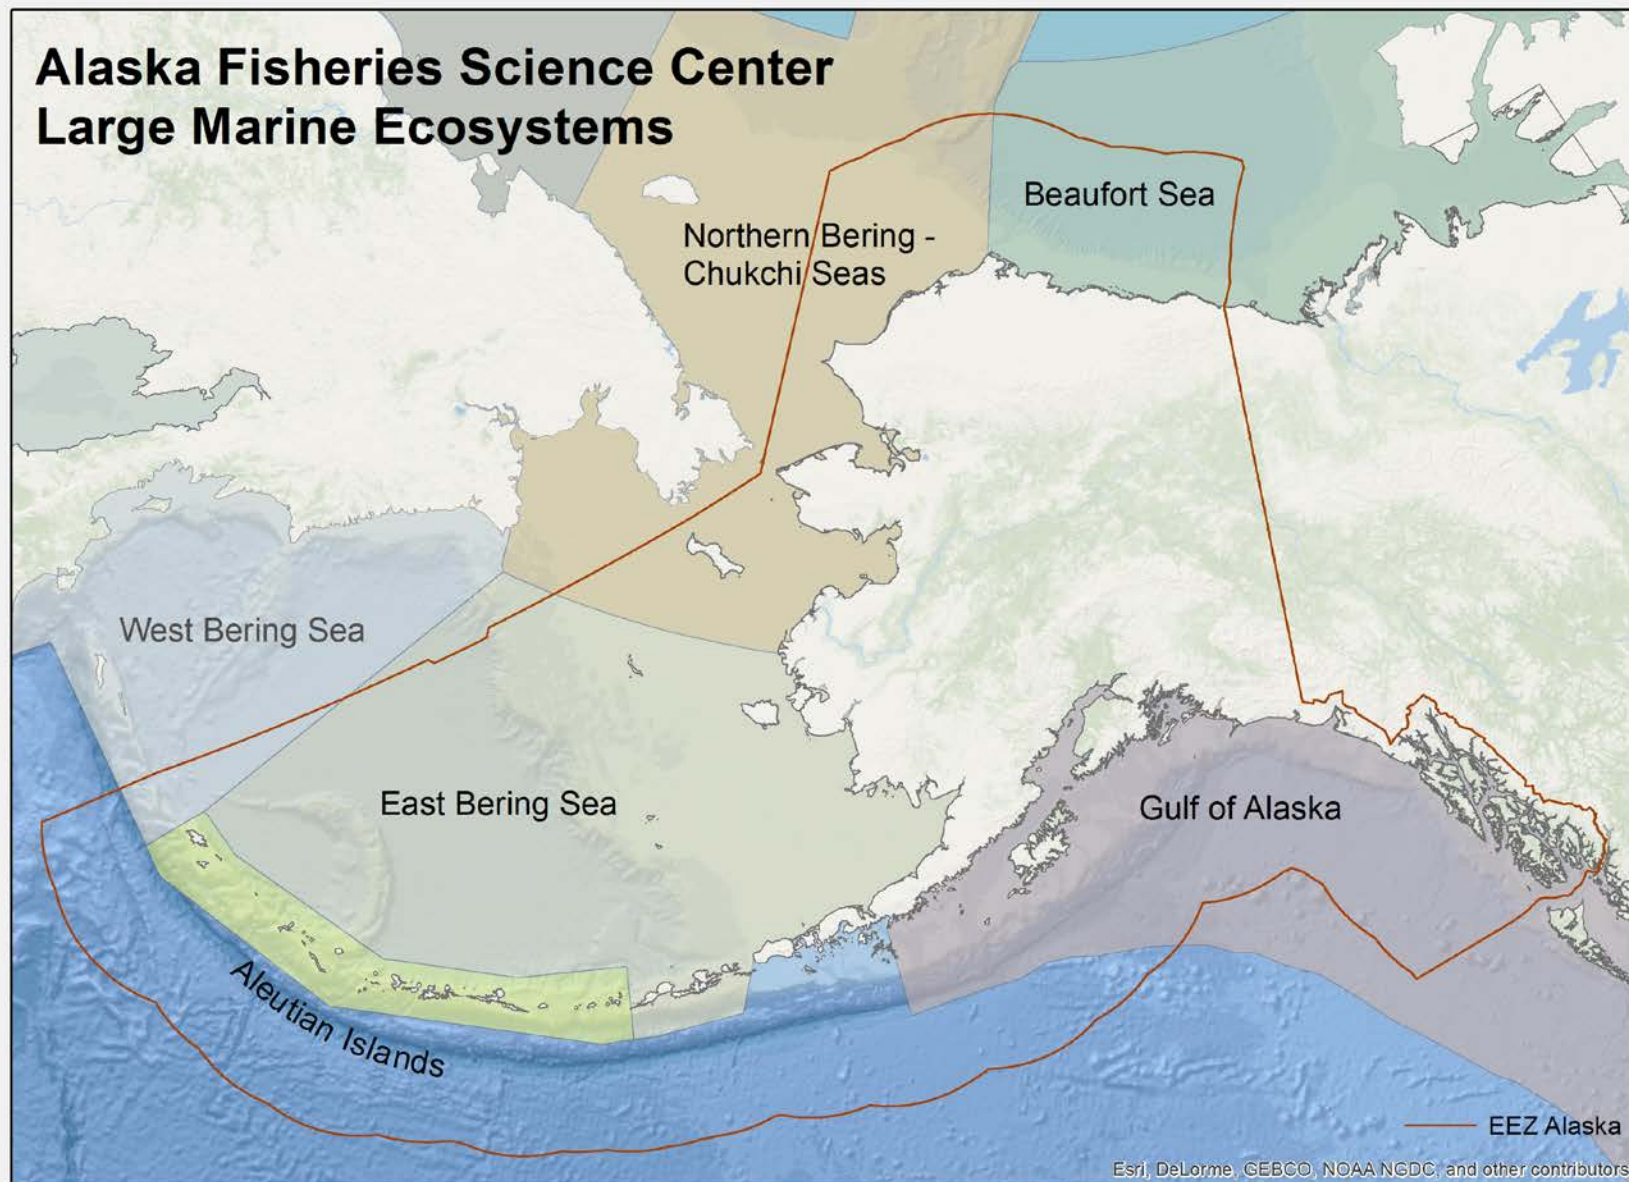 Alaska Fisheries Science Center
Large Marine Ecosystems
Beaufort Sea
Northern Bering -
Chukchi Seas
West Bering Sea
East Bering Sea
Gulf of Alaska
Aleutian Islands
EEZ Alaska
Esri, DeLorme, GEBCO, NOAA NGDC, and other contributors